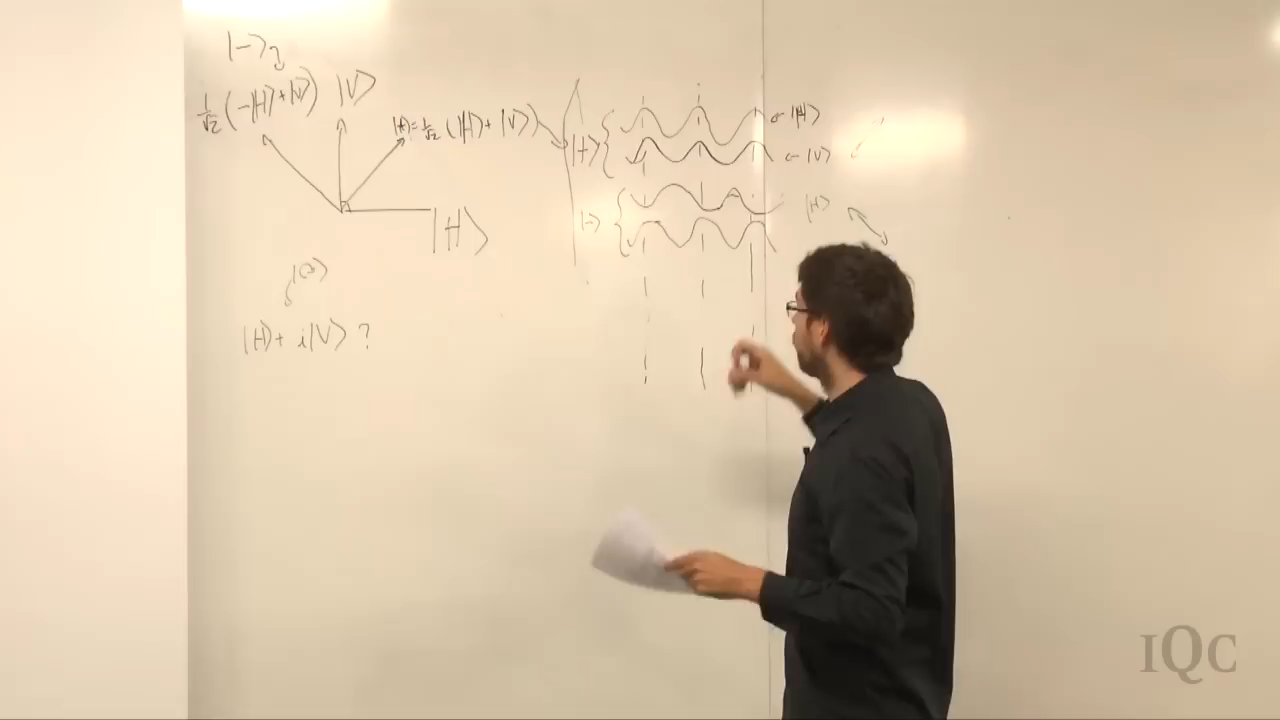 |−⟩
1/√2 (−|H⟩+|V⟩)
|V⟩
|+⟩=1/√2 (|H⟩+|V⟩)
|H⟩
|+⟩
←|H⟩
←|V⟩
|−⟩
|H⟩
|H⟩+ i|V⟩ ?
IQC